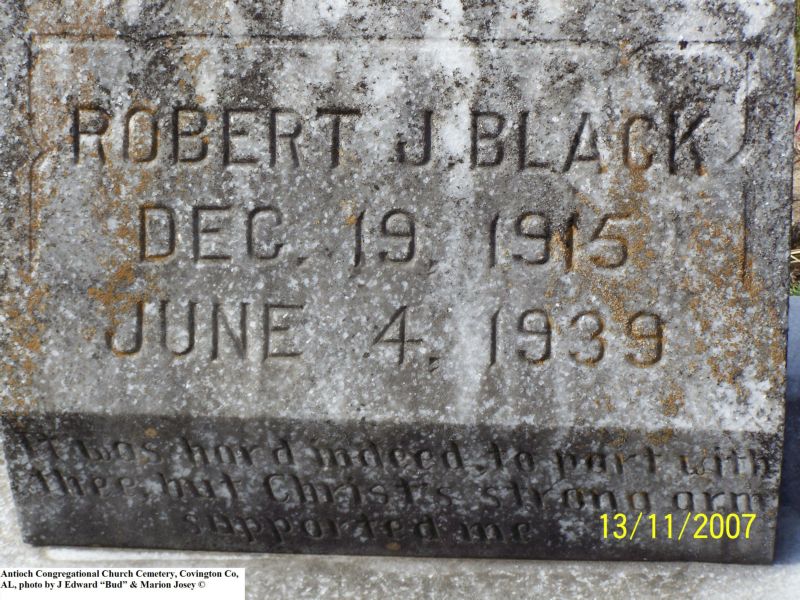 ROBERT J. BLACK
DEC. 19, 1915
JUNE 4, 1939
It was hard indeed, to part with
thee, but Christ's strong arm
supported me
13/11/2007
Antioch Congregational Church Cemetery, Covington Co,
AL, photo by J Edward “Bud” & Marion Josey ©